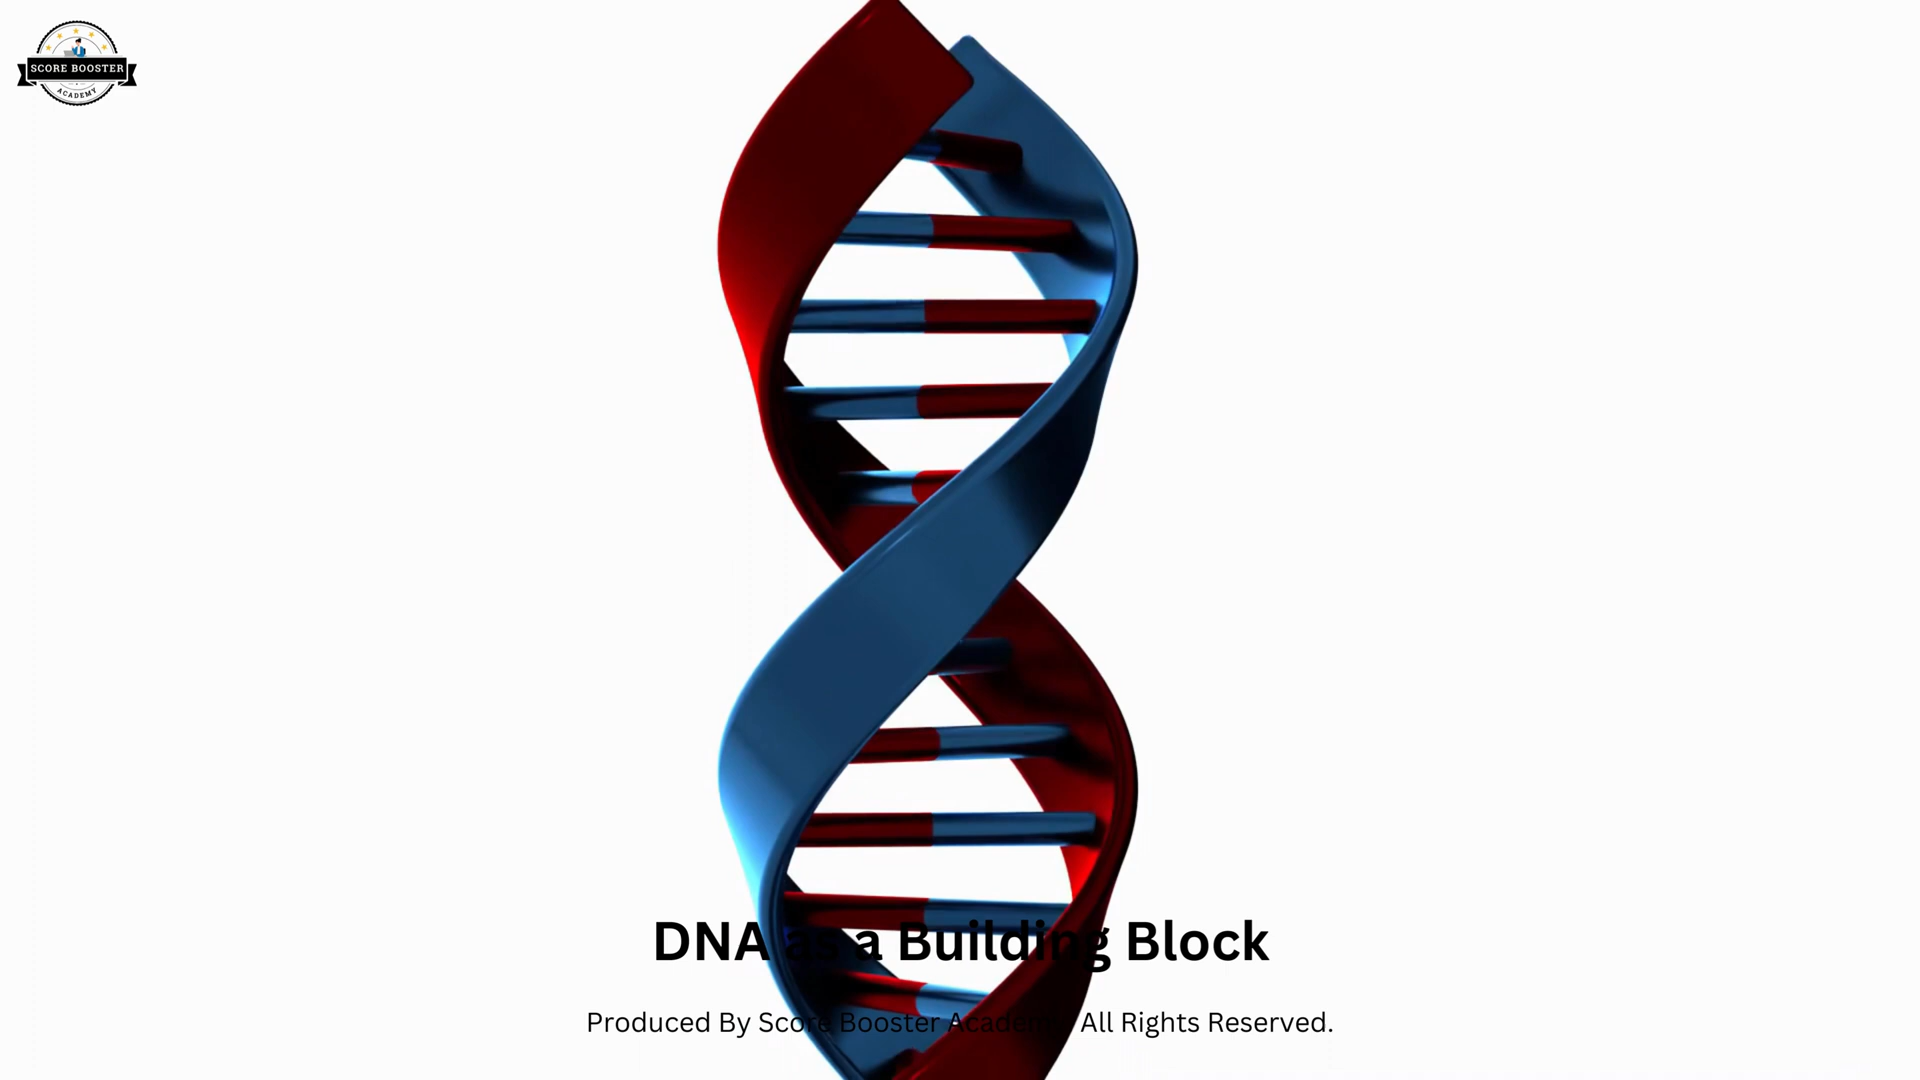 SCORE BOOSTER
ACADEMY
DNA as a Building Block
Produced By Score Booster Academy. All Rights Reserved.